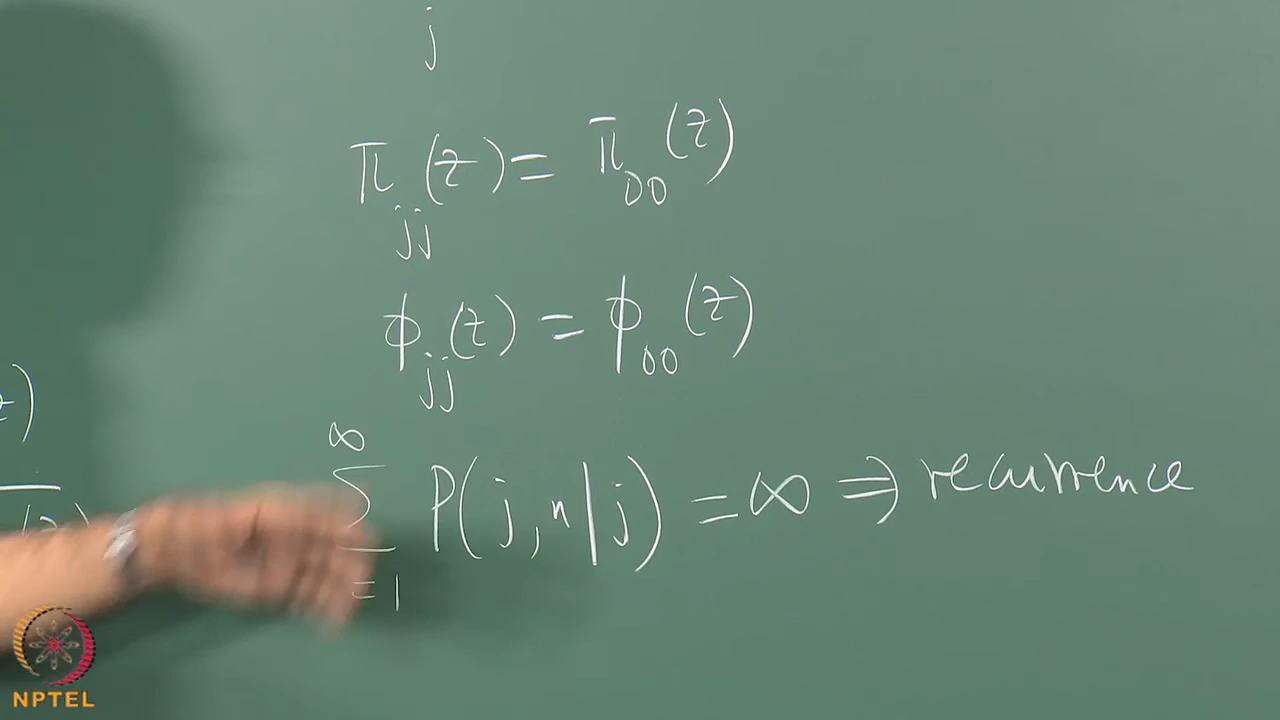 j
π_jj (z) = π_00 (z)
ϕ_jj (z) = ϕ_00 (z)
z)
∞
Σ P(j, n | j) = ∞ ⇒ recurrence
=1
NPTEL